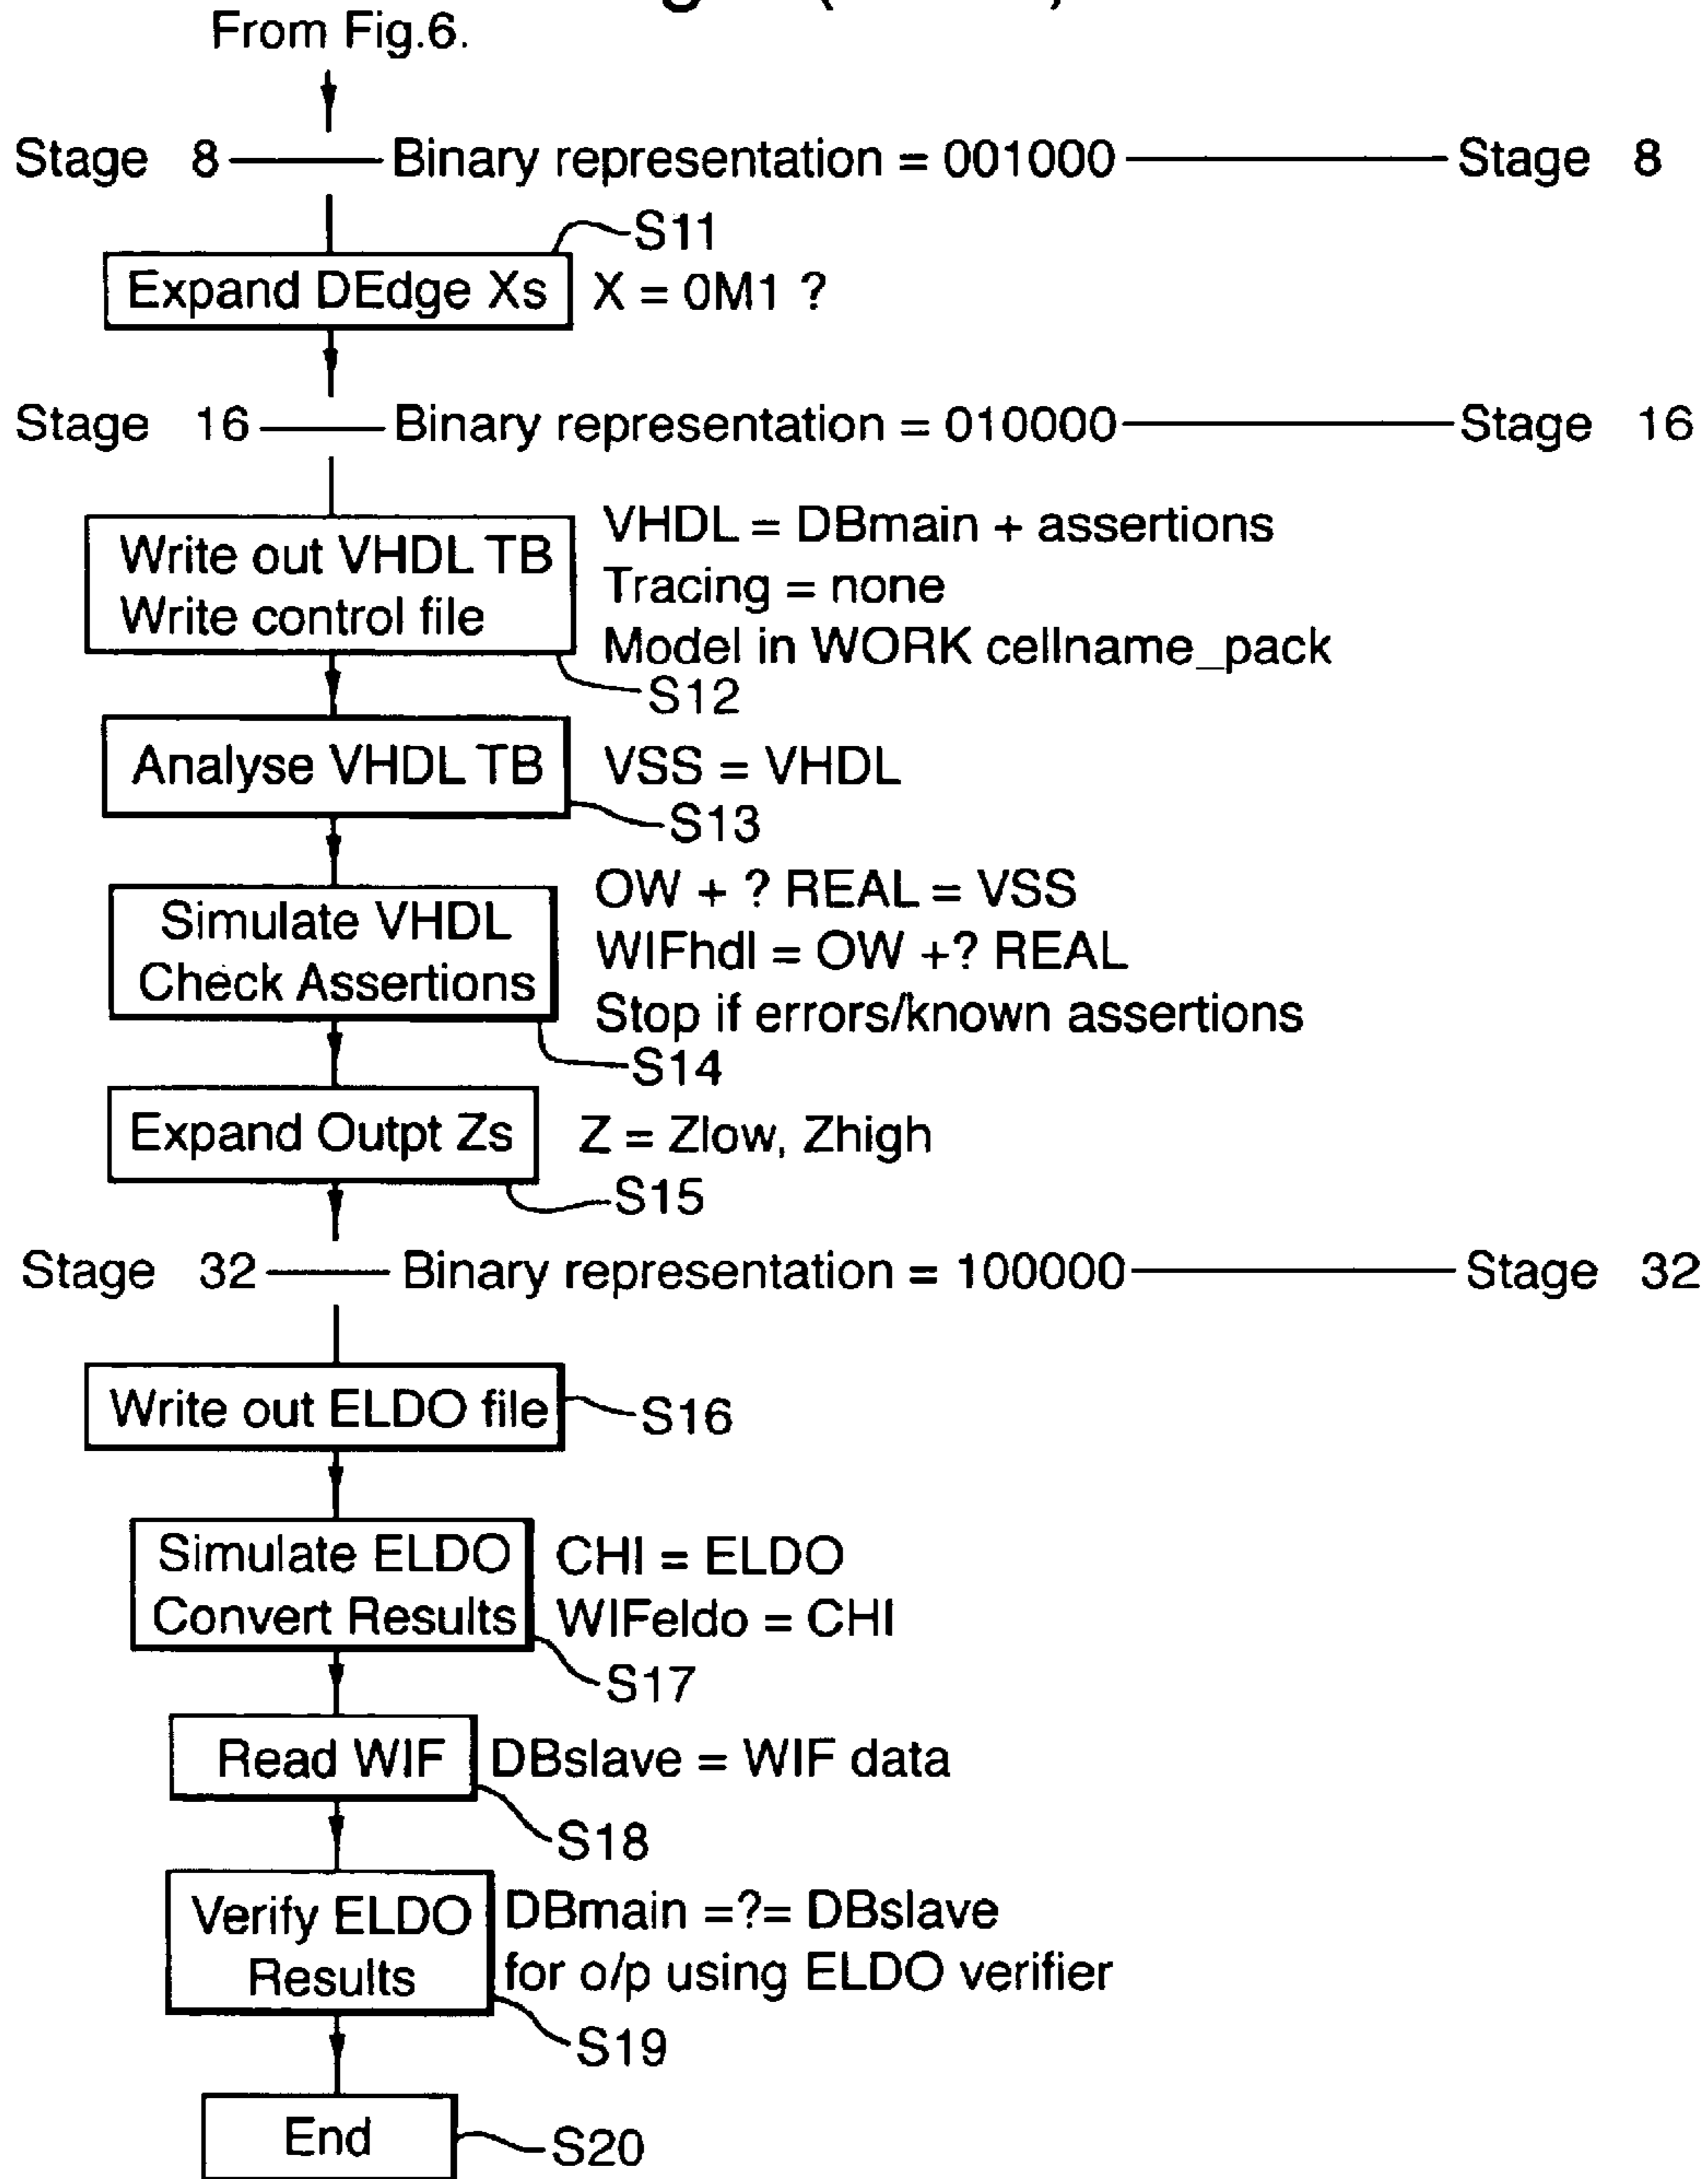 From Fig.6.
Stage 8 Binary representation = 001000 Stage 8
S11
Expand DEdge Xs X = 0M1 ?
Stage 16 Binary representation = 010000 Stage 16
VHDL = DBmain + assertions
Write out VHDL TB
Tracing = none
Write control file
Model in WORK cellname_pack
S12
Analyse VHDL TB VSS = VHDL
S13
OW + ? REAL = VSS
Simulate VHDL
WIFhdl = OW +? REAL
Check Assertions
Stop if errors/known assertions
S14
Expand Outpt Zs Z = Zlow, Zhigh
S15
Stage 32 Binary representation = 100000 Stage 32
Write out ELDO file S16
Simulate ELDO CHI = ELDO
Convert Results WIFeldo = CHI
S17
Read WIF DBslave = WIF data
S18
Verify ELDO DBmain =?= DBslave
Results for o/p using ELDO verifier
S19
End S20